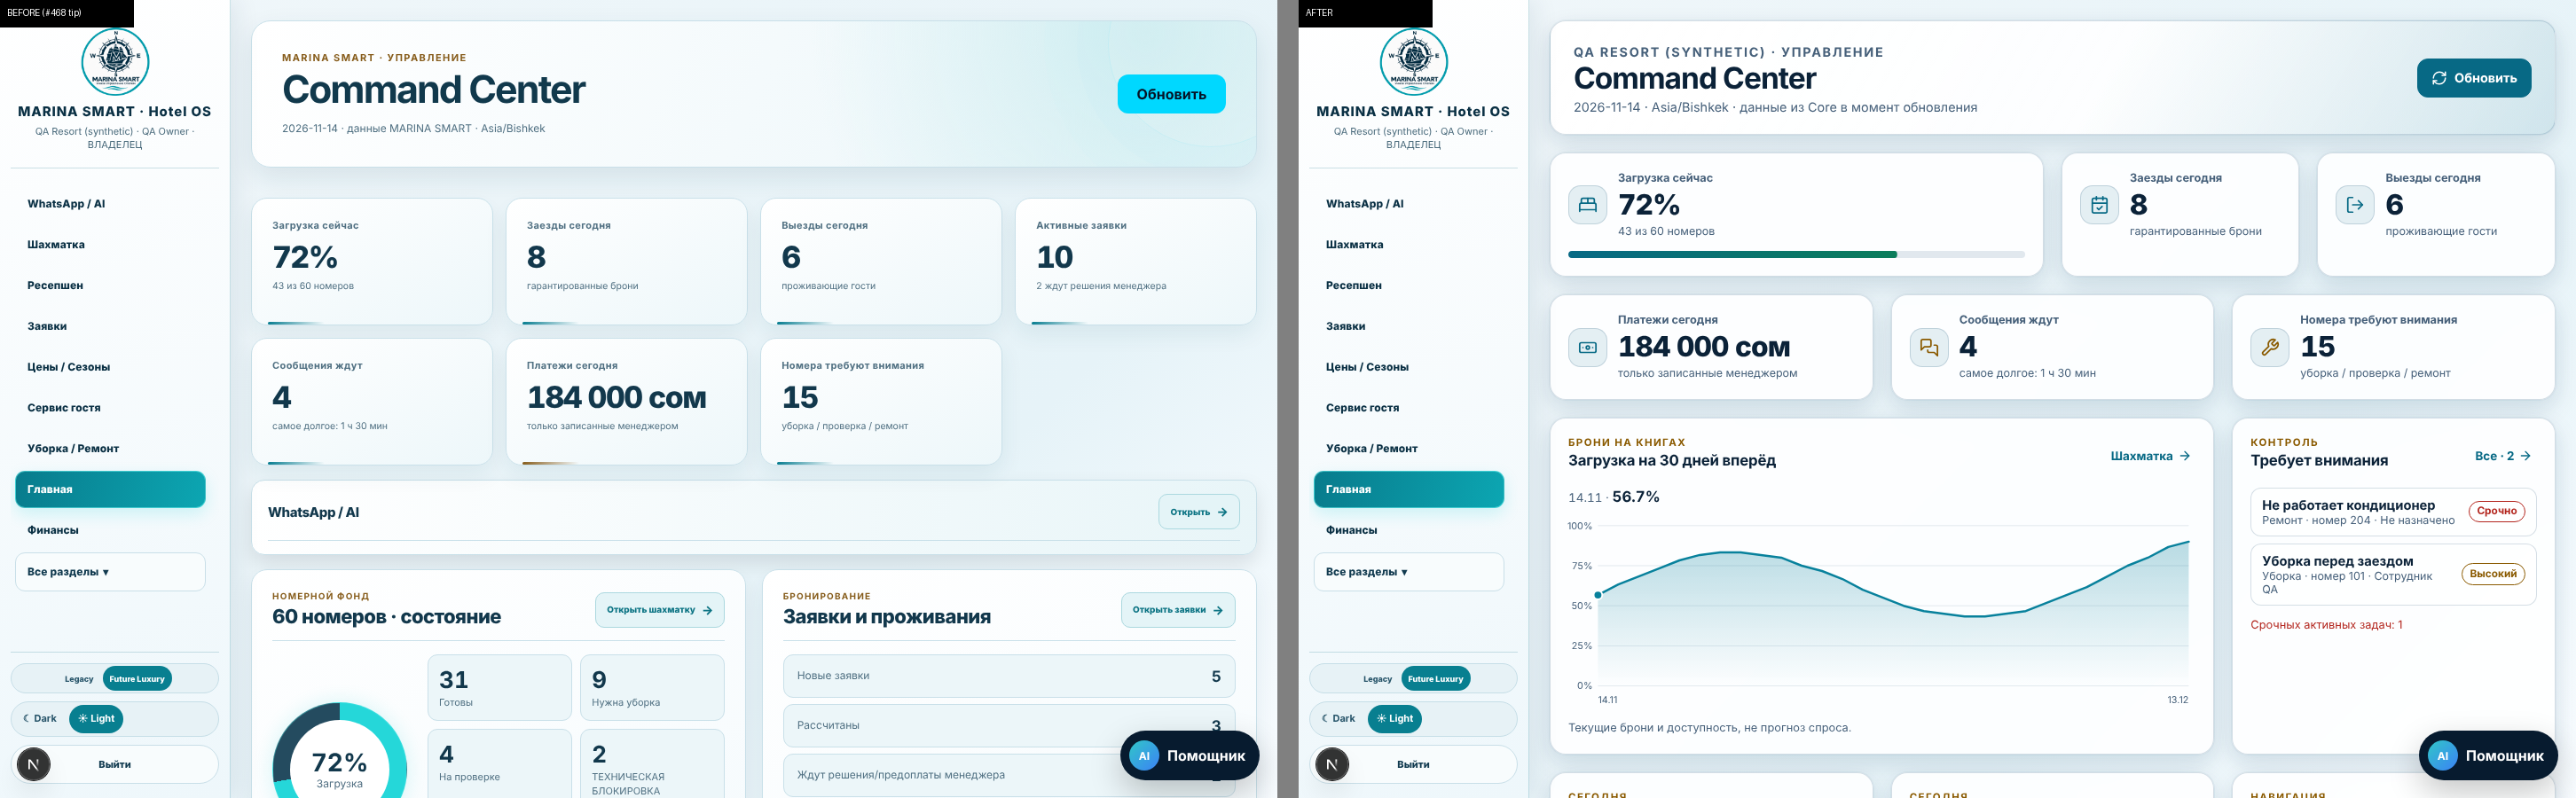 BEFORE (#468 tip)
N
W
E
MARINA SMART
MARINA SMART · Hotel OS
QA Resort (synthetic) · QA Owner ·
ВЛАДЕЛЕЦ
WhatsApp / AI
Шахматка
Ресепшен
Заявки
Цены / Сезоны
Сервис гостя
Уборка / Ремонт
Главная
Финансы
Все разделы ▾
Legacy Future Luxury
☾ Dark ☀ Light
N Выйти
MARINA SMART · УПРАВЛЕНИЕ
Command Center
2026-11-14 · данные MARINA SMART · Asia/Bishkek
Обновить
Загрузка сейчас
72%
43 из 60 номеров
Заезды сегодня
8
гарантированные брони
Выезды сегодня
6
проживающие гости
Активные заявки
10
2 ждут решения менеджера
Сообщения ждут
4
самое долгое: 1 ч 30 мин
Платежи сегодня
184 000 сом
только записанные менеджером
Номера требуют внимания
15
уборка / проверка / ремонт
WhatsApp / AI
Открыть →
НОМЕРНОЙ ФОНД
60 номеров · состояние
Открыть шахматку →
72%
Загрузка
31
Готовы
9
Нужна уборка
4
На проверке
2
ТЕХНИЧЕСКАЯ
БЛОКИРОВКА
БРОНИРОВАНИЕ
Заявки и проживания
Открыть заявки →
Новые заявки 5
Рассчитаны 3
Ждут решения/предоплаты менеджера
AI Помощник
AFTER
N
W
E
MARINA SMART
MARINA SMART · Hotel OS
QA Resort (synthetic) · QA Owner ·
ВЛАДЕЛЕЦ
WhatsApp / AI
Шахматка
Ресепшен
Заявки
Цены / Сезоны
Сервис гостя
Уборка / Ремонт
Главная
Финансы
Все разделы ▾
Legacy Future Luxury
☾ Dark ☀ Light
N Выйти
QA RESORT (SYNTHETIC) · УПРАВЛЕНИЕ
Command Center
2026-11-14 · Asia/Bishkek · данные из Core в момент обновления
Обновить
Загрузка сейчас
72%
43 из 60 номеров
Заезды сегодня
8
гарантированные брони
Выезды сегодня
6
проживающие гости
Платежи сегодня
184 000 сом
только записанные менеджером
Сообщения ждут
4
самое долгое: 1 ч 30 мин
Номера требуют внимания
15
уборка / проверка / ремонт
БРОНИ НА КНИГАХ
Загрузка на 30 дней вперёд
Шахматка →
14.11 · 56.7%
100%
75%
50%
25%
0%
14.11 13.12
Текущие брони и доступность, не прогноз спроса.
КОНТРОЛЬ
Требует внимания
Все · 2 →
Не работает кондиционер
Ремонт · номер 204 · Не назначено
Срочно
Уборка перед заездом
Уборка · номер 101 · Сотрудник
QA
Высокий
Срочных активных задач: 1
СЕГОДНЯ
СЕГОДНЯ
НАВИГАЦИЯ
AI Помощник